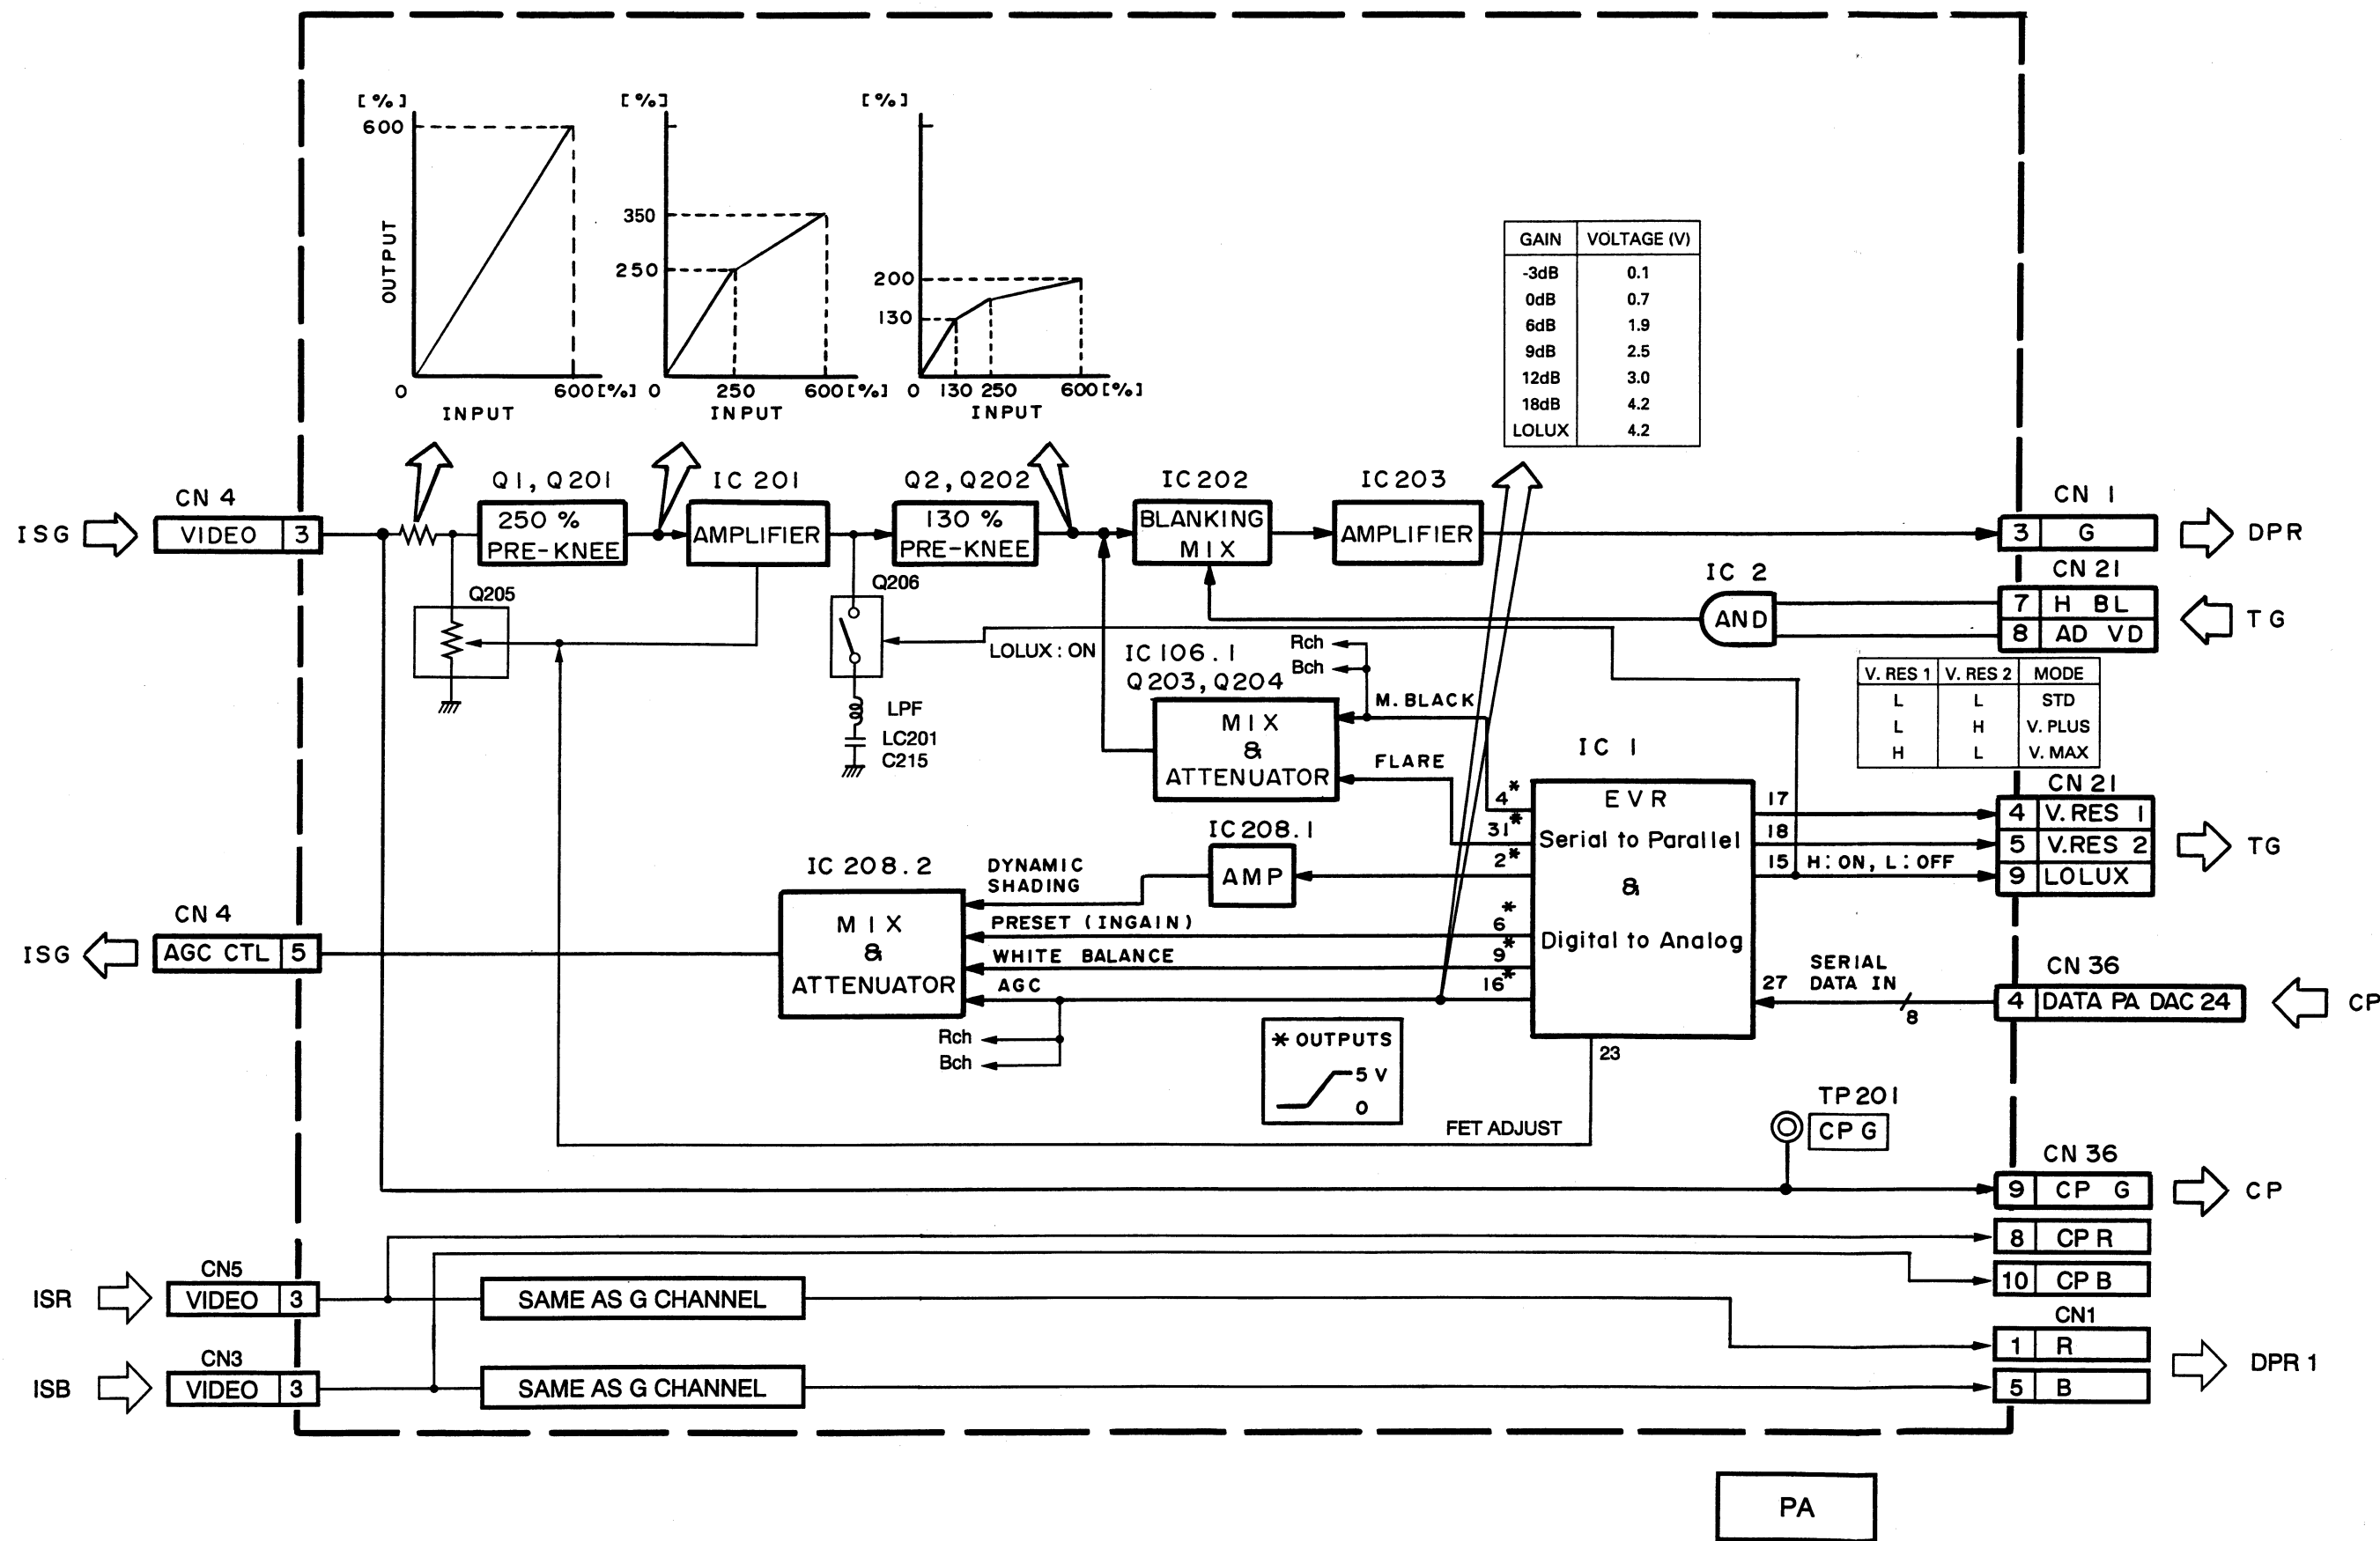 [%]
600
OUTPUT
0
600[%]
INPUT
[%]
350
250
0
250
600[%]
INPUT
[%]
200
130
0
130
250
600[%]
INPUT
GAIN VOLTAGE (V)
-3dB 0.1
0dB 0.7
6dB 1.9
9dB 2.5
12dB 3.0
18dB 4.2
LOLUX 4.2
ISG
CN 4
VIDEO 3
Q1, Q201
250 %
PRE-KNEE
IC 201
AMPLIFIER
Q2, Q202
130 %
PRE-KNEE
IC202
BLANKING
MIX
IC203
AMPLIFIER
CN 1
3 G
DPR
CN 21
7 H BL
8 AD VD
TG
IC 2
AND
Q205
Q206
LOLUX : ON
LPF
LC201
C215
IC 106.1
Q203, Q204
MIX
&
ATTENUATOR
Rch
Bch
M.BLACK
FLARE
V. RES 1 V. RES 2 MODE
L L STD
L H V. PLUS
H L V. MAX
IC 1
EVR
Serial to Parallel
&
Digital to Analog
4*
31*
2*
6*
9*
16*
17
18
15 H:ON, L:OFF
27
23
CN 21
4 V.RES 1
5 V.RES 2
9 LOLUX
TG
IC 208.1
AMP
IC 208.2
MIX
&
ATTENUATOR
DYNAMIC
SHADING
PRESET (INGAIN)
WHITE BALANCE
AGC
Rch
Bch
ISG
CN 4
AGC CTL 5
SERIAL
DATA IN
8
CN 36
4 DATA PA DAC 24
CP
* OUTPUTS
5 V
0
FET ADJUST
TP201
CP G
CN 36
9 CP G
CP
8 CP R
10 CP B
ISR
CN5
VIDEO 3
SAME AS G CHANNEL
CN1
1 R
5 B
DPR 1
ISB
CN3
VIDEO 3
SAME AS G CHANNEL
PA